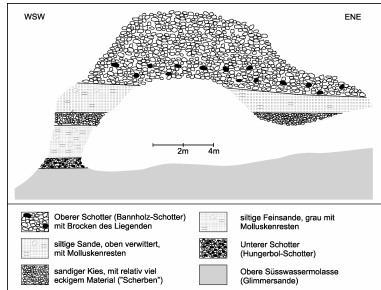 WSW
ENE
2m
4m
Oberer Schotter (Bannholz-Schotter)
mit Brocken des Liegenden
siltige Sande, oben verwittert,
mit Molluskenresten
sandiger Kies, mit relativ viel
eckigem Material ("Scherben")
siltige Feinsande, grau mit
Molluskenresten
Unterer Schotter
(Hungerbol-Schotter)
Obere Süsswassermolasse
(Glimmersande)